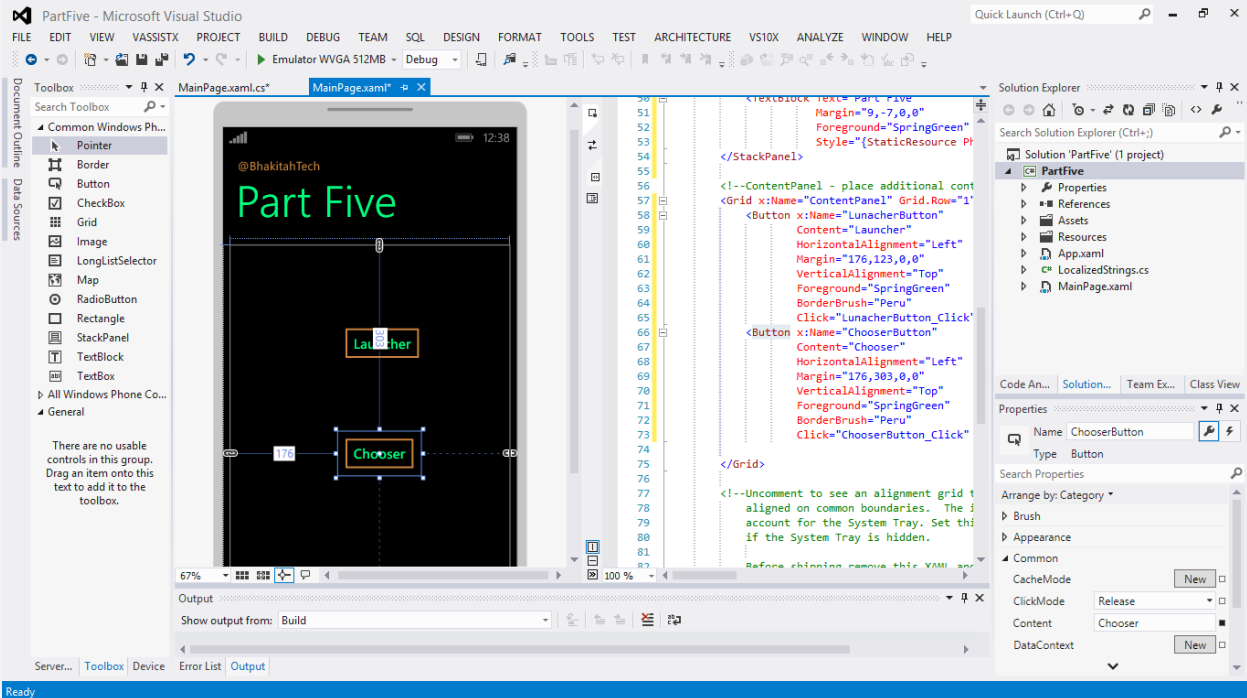 PartFive - Microsoft Visual Studio
Quick Launch (Ctrl+Q)
FILE EDIT VIEW VASSISTX PROJECT BUILD DEBUG TEAM SQL DESIGN FORMAT TOOLS TEST ARCHITECTURE VS10X ANALYZE WINDOW HELP
Emulator WVGA 512MB Debug
Document Outline
Data Sources
Toolbox
Search Toolbox
Common Windows Ph...
Pointer
Border
Button
CheckBox
Grid
Image
LongListSelector
Map
RadioButton
Rectangle
StackPanel
TextBlock
TextBox
All Windows Phone Co...
General
There are no usable
controls in this group.
Drag an item onto this
text to add it to the
toolbox.
Server... Toolbox Device
MainPage.xaml.cs* MainPage.xaml*
12:38
@BhakitahTech
Part Five
303
Launcher
176
Chooser
67%
50 <TextBlock Text="Part Five"
51 Margin="9,-7,0,0"
52 Foreground="SpringGreen"
53 Style="{StaticResource Ph
54 </StackPanel>
55
56 <!--ContentPanel - place additional cont
57 <Grid x:Name="ContentPanel" Grid.Row="1"
58 <Button x:Name="LunacherButton"
59 Content="Launcher"
60 HorizontalAlignment="Left"
61 Margin="176,123,0,0"
62 VerticalAlignment="Top"
63 Foreground="SpringGreen"
64 BorderBrush="Peru"
65 Click="LunacherButton_Click"
66 <Button x:Name="ChooserButton"
67 Content="Chooser"
68 HorizontalAlignment="Left"
69 Margin="176,303,0,0"
70 VerticalAlignment="Top"
71 Foreground="SpringGreen"
72 BorderBrush="Peru"
73 Click="ChooserButton_Click"
74
75 </Grid>
76
77 <!--Uncomment to see an alignment grid t
78 aligned on common boundaries. The i
79 account for the System Tray. Set thi
80 if the System Tray is hidden.
81
82 Before shipping remove this XAML and
100 %
Output
Show output from: Build
Error List Output
Solution Explorer
Search Solution Explorer (Ctrl+;)
Solution 'PartFive' (1 project)
PartFive
Properties
References
Assets
Resources
App.xaml
LocalizedStrings.cs
MainPage.xaml
Code An... Solution... Team Ex... Class View
Properties
Name ChooserButton
Type Button
Search Properties
Arrange by: Category
Brush
Appearance
Common
CacheMode New
ClickMode Release
Content Chooser
DataContext New
Ready